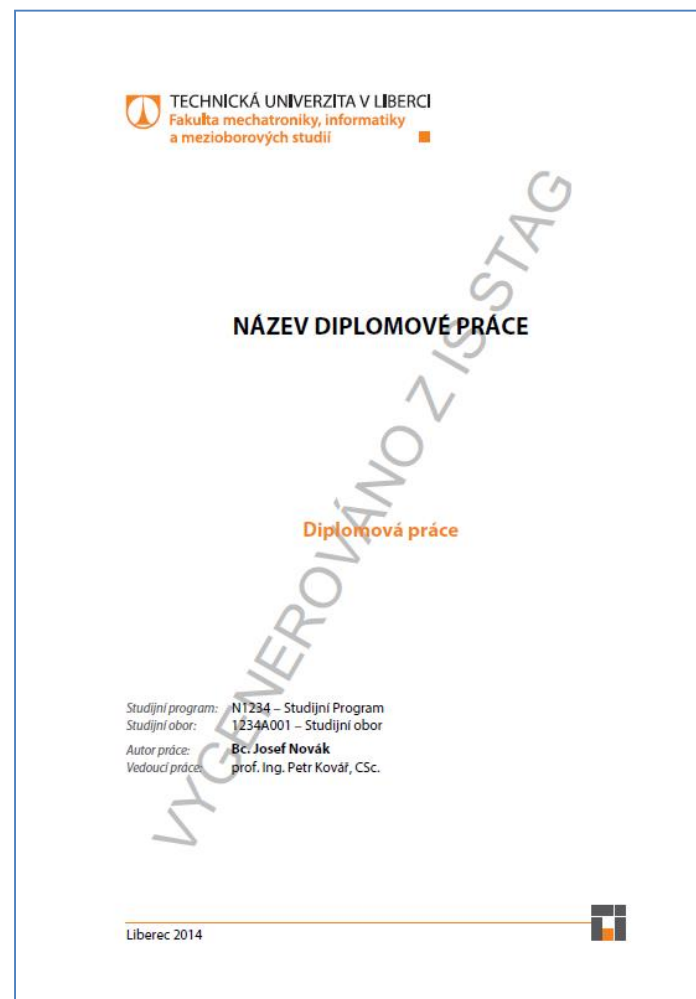 TECHNICKÁ UNIVERZITA V LIBERCI
Fakulta mechatroniky, informatiky
a mezioborových studií
NÁZEV DIPLOMOVÉ PRÁCE
VYGENEROVÁNO Z IS STAG
Diplomová práce
Studijní program: N1234 – Studijní Program
Studijní obor: 1234A001 – Studijní obor
Autor práce: Bc. Josef Novák
Vedoucí práce: prof. Ing. Petr Kovář, CSc.
Liberec 2014